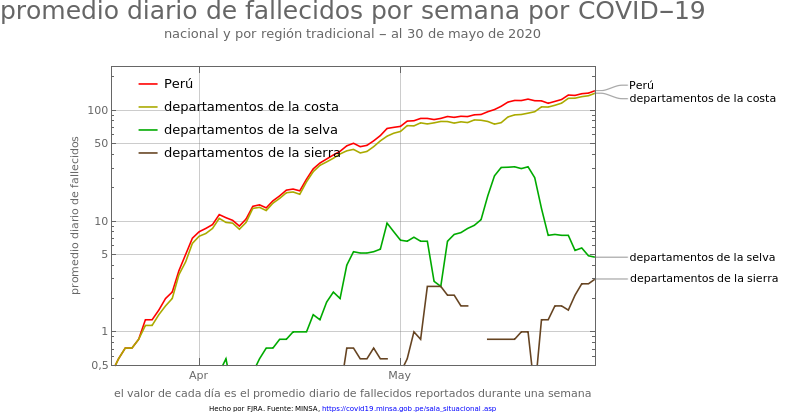 promedio diario de fallecidos por semana por COVID−19
nacional y por región tradicional − al 30 de mayo de 2020
Perú
departamentos de la costa
departamentos de la selva
departamentos de la sierra
promedio diario de fallecidos
100
50
10
5
1
0,5
Apr
May
Perú
departamentos de la costa
departamentos de la selva
departamentos de la sierra
el valor de cada día es el promedio diario de fallecidos reportados durante una semana
Hecho por FJRA. Fuente: MINSA, https://covid19.minsa.gob.pe/sala_situacional.asp